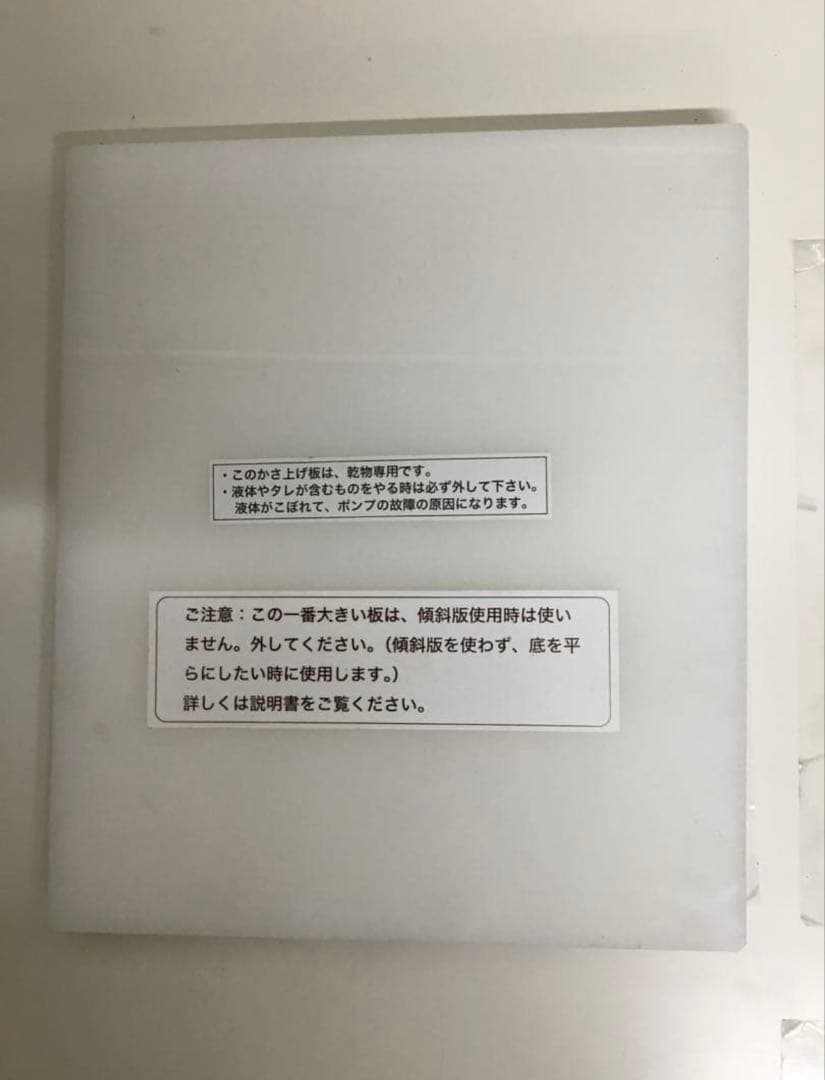 ・このかさ上げ板は、乾物専用です。
・液体やタレが含むものをやる時は必ず外して下さい。
液体がこぼれて、ポンプの故障の原因になります。
ご注意：この一番大きい板は、傾斜版使用時は使い
ません。外してください。（傾斜版を使わず、底を平
らにしたい時に使用します。）
詳しくは説明書をご覧ください。